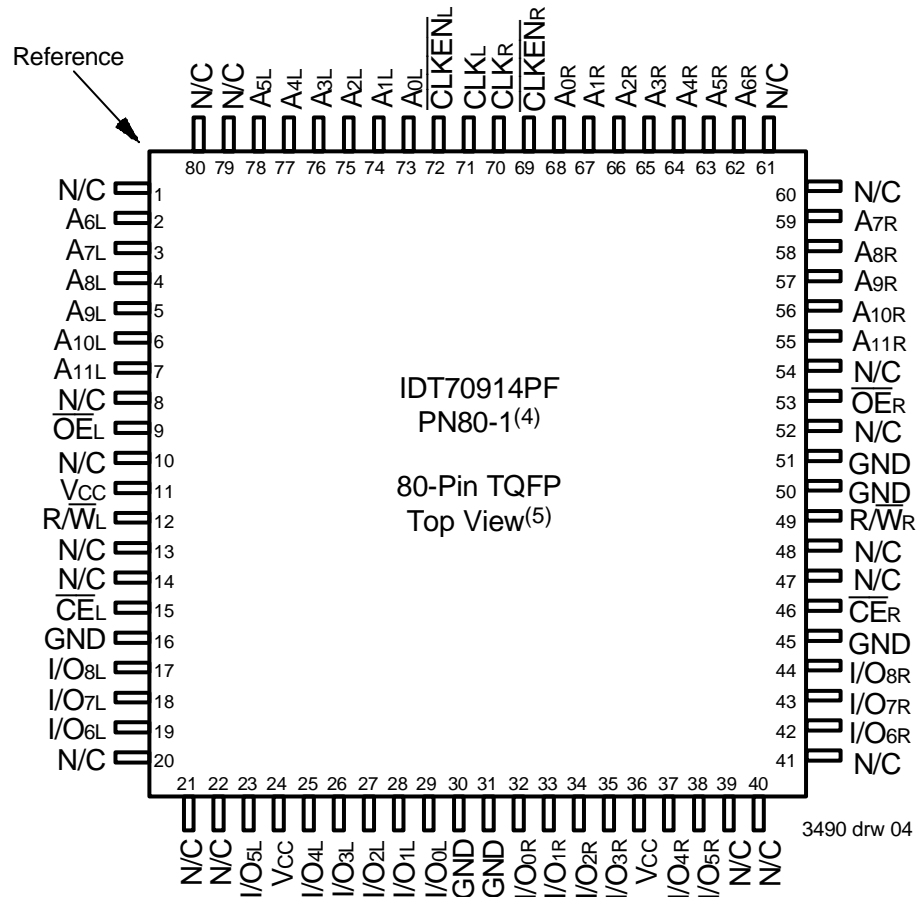 Reference
N/C N/C A5L A4L A3L A2L A1L A0L CLKENL CLKL CLKR CLKENR A0R A1R A2R A3R A4R A5R A6R N/C
80 79 78 77 76 75 74 73 72 71 70 69 68 67 66 65 64 63 62 61
N/C 1 60 N/C
A6L 2 59 A7R
A7L 3 58 A8R
A8L 4 57 A9R
A9L 5 56 A10R
A10L 6 55 A11R
A11L 7 54 N/C
N/C 8 53 OER
OEL 9 52 N/C
N/C 10 51 GND
VCC 11 50 GND
R/WL 12 49 R/WR
N/C 13 48 N/C
N/C 14 47 N/C
CEL 15 46 CER
GND 16 45 GND
I/O8L 17 44 I/O8R
I/O7L 18 43 I/O7R
I/O6L 19 42 I/O6R
N/C 20 41 N/C
IDT70914PF
PN80-1(4)
80-Pin TQFP
Top View(5)
21 22 23 24 25 26 27 28 29 30 31 32 33 34 35 36 37 38 39 40
N/C N/C I/O5L VCC I/O4L I/O3L I/O2L I/O1L I/O0L GND GND I/O0R I/O1R I/O2R I/O3R VCC I/O4R I/O5R N/C N/C
3490 drw 04